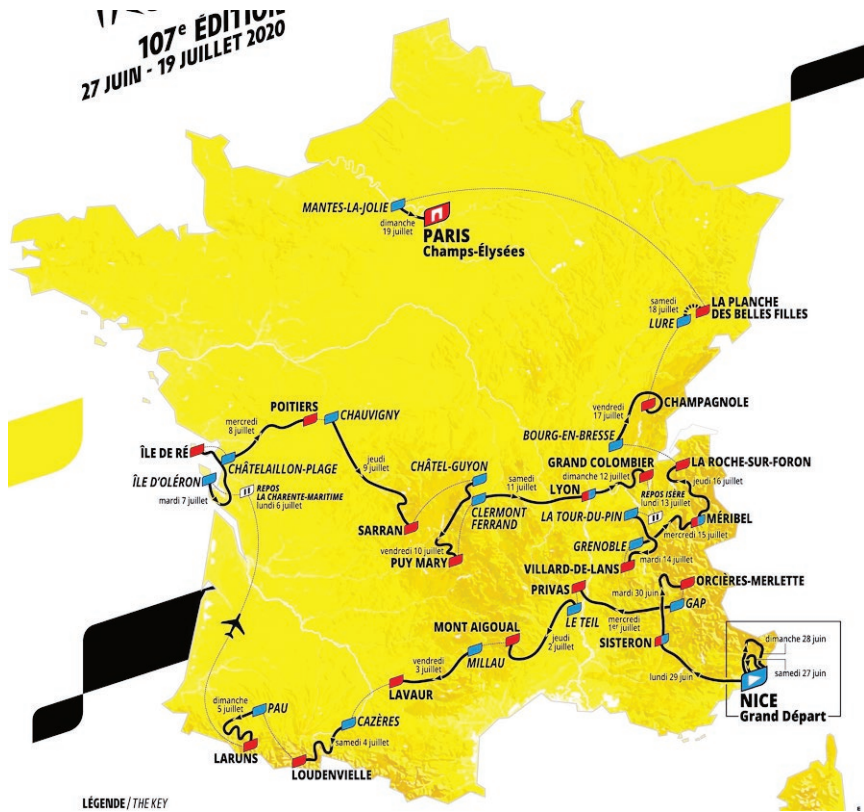 107e ÉDITION
27 JUIN - 19 JUILLET 2020
MANTES-LA-JOLIE
dimanche
19 juillet
PARIS
Champs-Élysées
samedi
18 juillet
LA PLANCHE
DES BELLES FILLES
LURE
vendredi
17 juillet
CHAMPAGNOLE
BOURG-EN-BRESSE
POITIERS
CHAUVIGNY
mercredi
8 juillet
ÎLE DE RÉ
CHÂTELAILLON-PLAGE
ÎLE D'OLÉRON
mardi 7 juillet
REPOS
LA CHARENTE-MARITIME
lundi 6 juillet
jeudi
9 juillet
SARRAN
CHÂTEL-GUYON
CLERMONT
FERRAND
vendredi 10 juillet
PUY MARY
samedi
11 juillet
LYON
dimanche 12 juillet
GRAND COLOMBIER
LA ROCHE-SUR-FORON
jeudi 16 juillet
REPOS ISÈRE
lundi 13 juillet
LA TOUR-DU-PIN
MÉRIBEL
mercredi 15 juillet
GRENOBLE
mardi 14 juillet
VILLARD-DE-LANS
PRIVAS
mardi 30 juin
ORCIÈRES-MERLETTE
GAP
LE TEIL
mercredi
1er juillet
SISTERON
MONT AIGOUAL
jeudi
2 juillet
MILLAU
vendredi
3 juillet
LAVAUR
dimanche 28 juin
samedi 27 juin
lundi 29 juin
NICE
Grand Départ
dimanche
5 juillet
PAU
CAZÈRES
samedi 4 juillet
LARUNS
LOUDENVIELLE
LÉGENDE / THE KEY